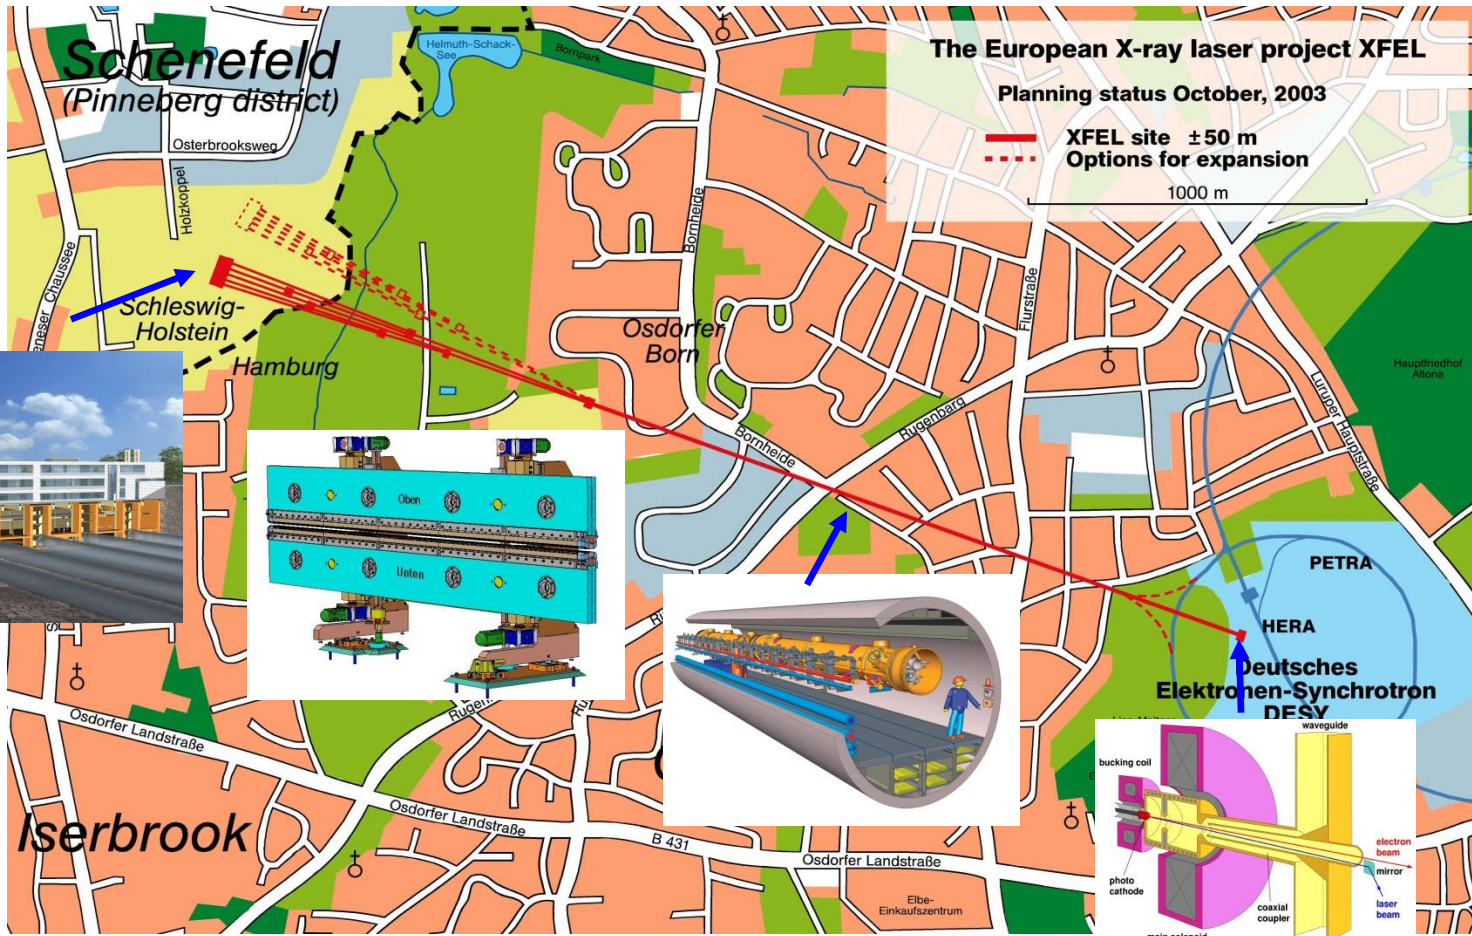 Schenefeld
(Pinneberg district)
Helmuth-Schack-
See
Bornpark
The European X-ray laser project XFEL
Planning status October, 2003
XFEL site ±50 m
Options for expansion
1000 m
Osterbrooksweg
Holzkoppel
eneser Chaussee
Schleswig-
Holstein
Hamburg
Bornheide
Osdorfer
Born
Flurstraße
Hauptfriedhof
Altona
Luruper Hauptstraße
Rugenbarg
Bornheide
Oben
Unten
PETRA
HERA
Deutsches
Elektronen-Synchrotron
DESY
Osdorfer Landstraße
Iserbrook
Osdorfer Landstraße
B 431
Osdorfer Landstraße
Elbe-
Einkaufszentrum
waveguide
bucking coil
electron
beam
mirror
photo
cathode
coaxial
coupler
laser
beam